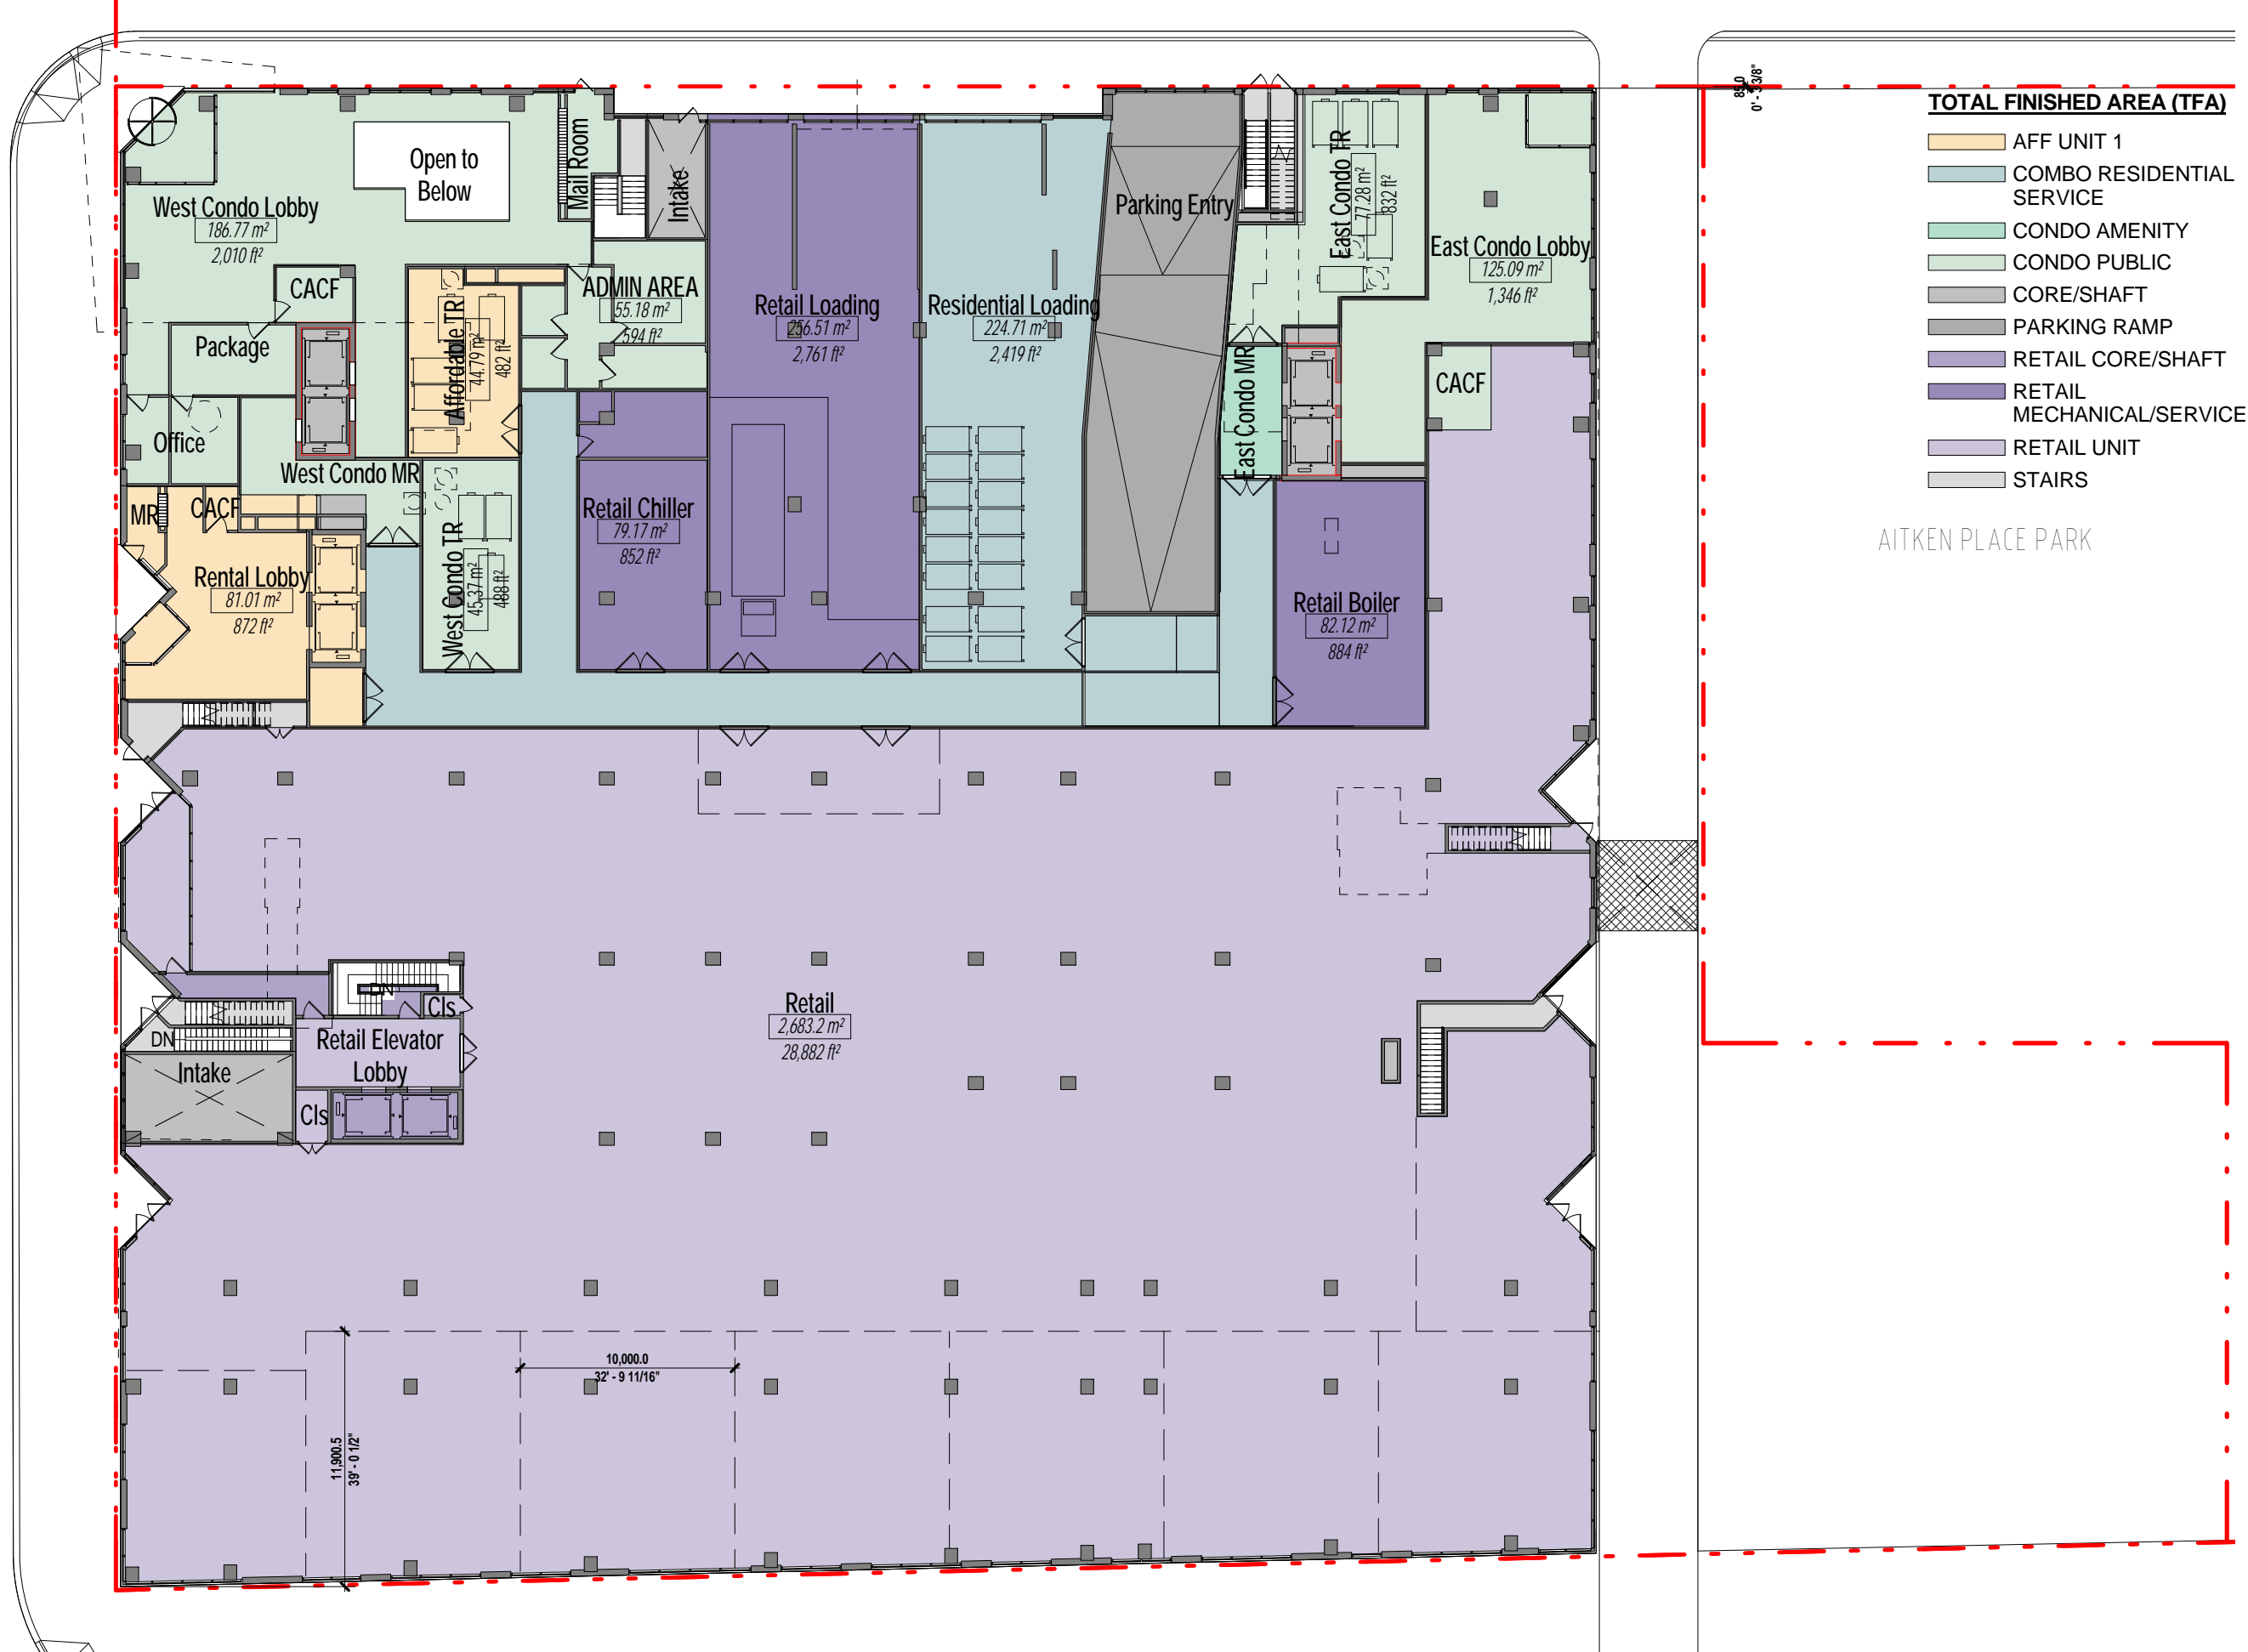 85.0
0' - 3 3/8"
TOTAL FINISHED AREA (TFA)
AFF UNIT 1
COMBO RESIDENTIAL
SERVICE
CONDO AMENITY
CONDO PUBLIC
CORE/SHAFT
PARKING RAMP
RETAIL CORE/SHAFT
RETAIL
MECHANICAL/SERVICE
RETAIL UNIT
STAIRS
AITKEN PLACE PARK
Open to
Below
Mail Room
Intake
West Condo Lobby
186.77 m²
2,010 ft²
CACF
Package
Office
ADMIN AREA
55.18 m²
594 ft²
Affordable TR
44.79 m²
482 ft²
Retail Loading
256.51 m²
2,761 ft²
Residential Loading
224.71 m²
2,419 ft²
Parking Entry
East Condo TR
77.28 m²
832 ft²
East Condo Lobby
125.09 m²
1,346 ft²
CACF
East Condo MR
West Condo MR
MR
CACF
Rental Lobby
81.01 m²
872 ft²
West Condo TR
45.37 m²
488 ft²
Retail Chiller
79.17 m²
852 ft²
Retail Boiler
82.12 m²
884 ft²
DN
Cls
Retail Elevator
Lobby
DN
Intake
Cls
Retail
2,683.2 m²
28,882 ft²
10,000.0
32' - 9 11/16"
11,900.5
39' - 0 1/2"